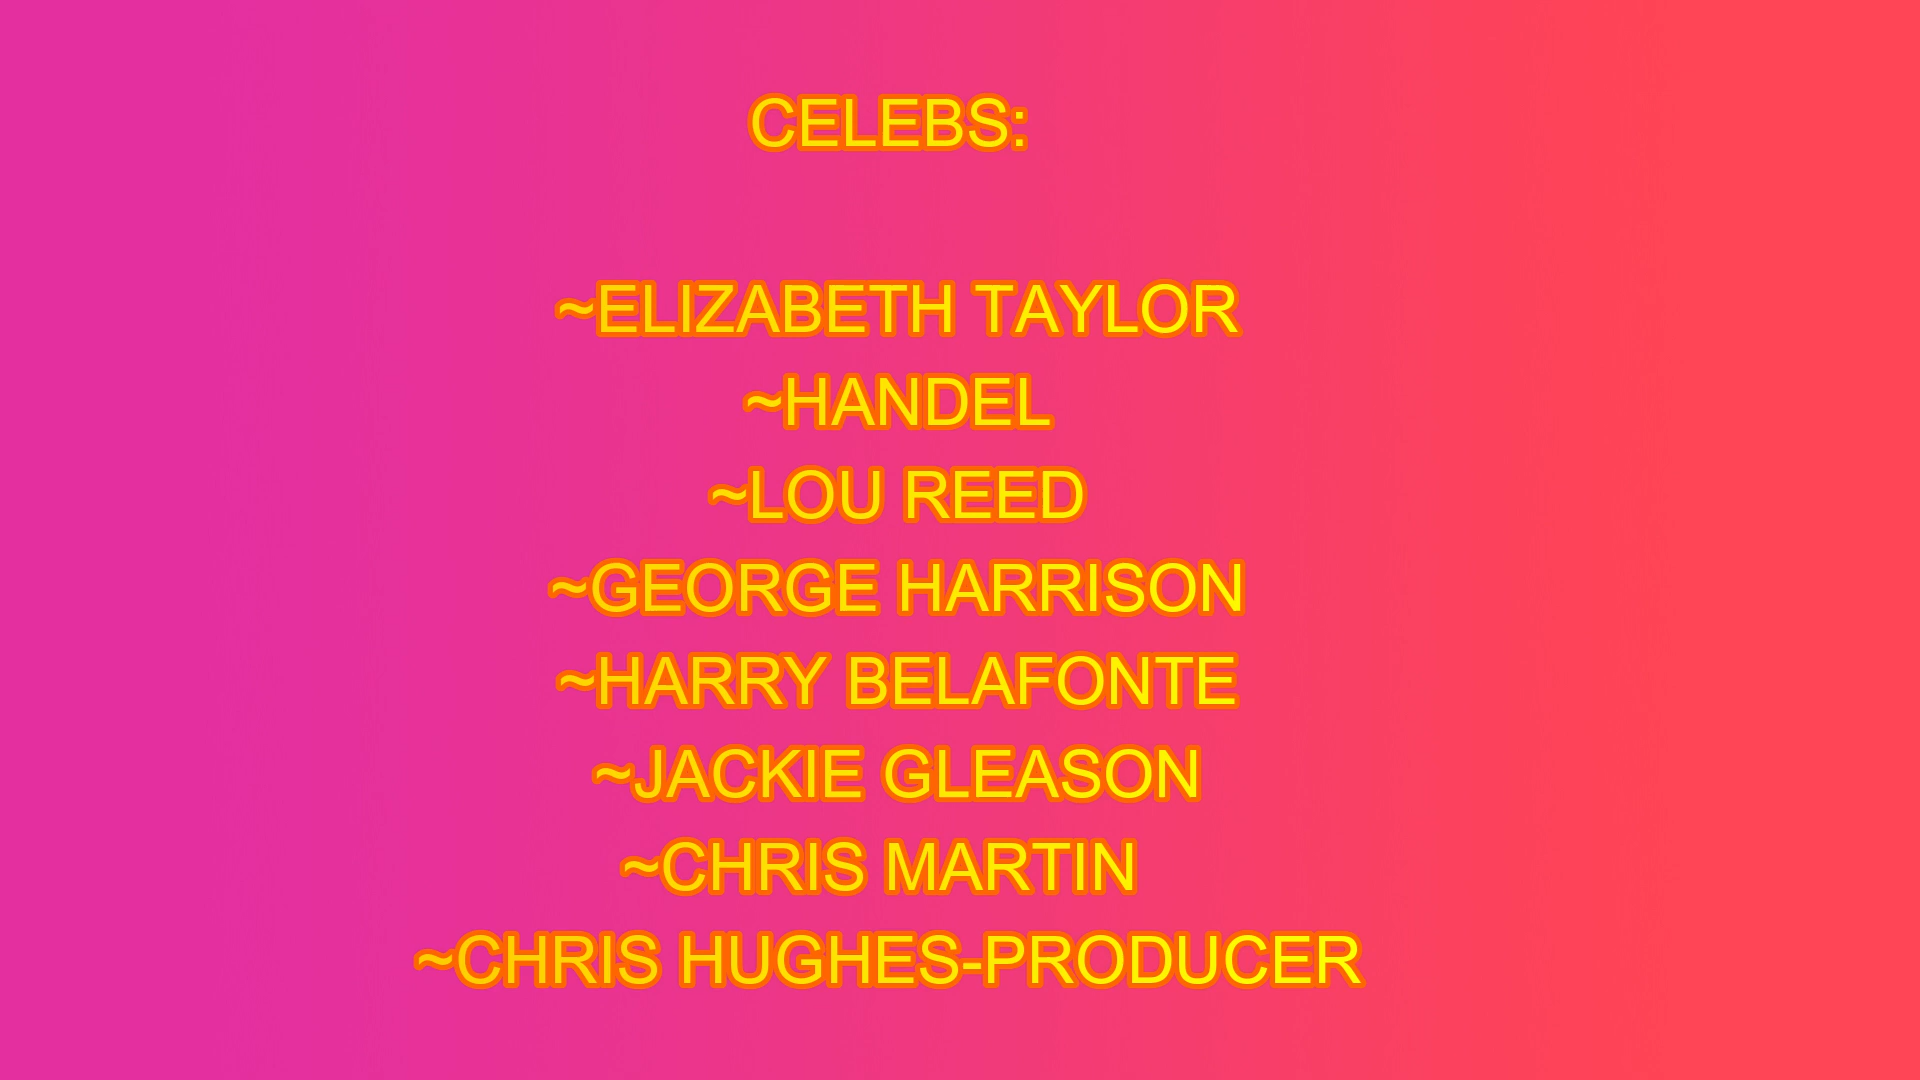 CELEBS:
~ELIZABETH TAYLOR
~HANDEL
~LOU REED
~GEORGE HARRISON
~HARRY BELAFONTE
~JACKIE GLEASON
~CHRIS MARTIN
~CHRIS HUGHES-PRODUCER